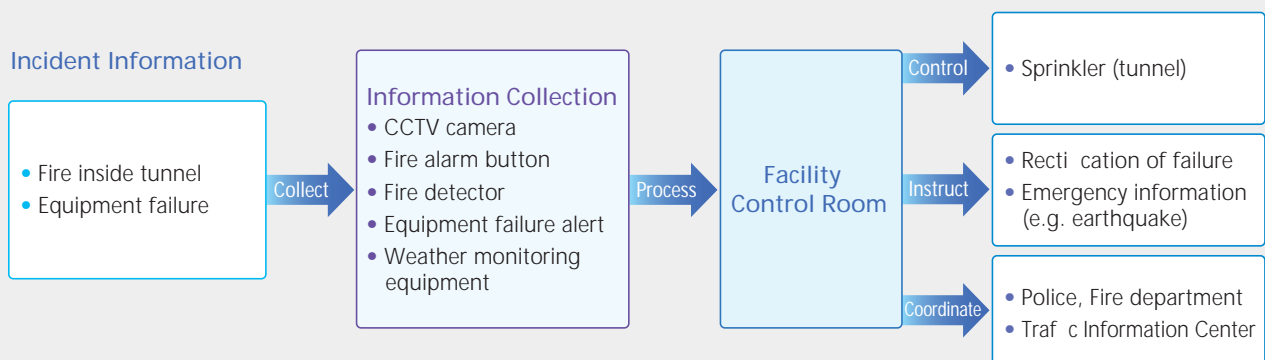 Incident Information
• Fire inside tunnel
• Equipment failure
Collect
Information Collection
• CCTV camera
• Fire alarm button
• Fire detector
• Equipment failure alert
• Weather monitoring
equipment
Process
Facility
Control Room
Control
• Sprinkler (tunnel)
Instruct
• Recti cation of failure
• Emergency information
(e.g. earthquake)
Coordinate
• Police, Fire department
• Traf c Information Center